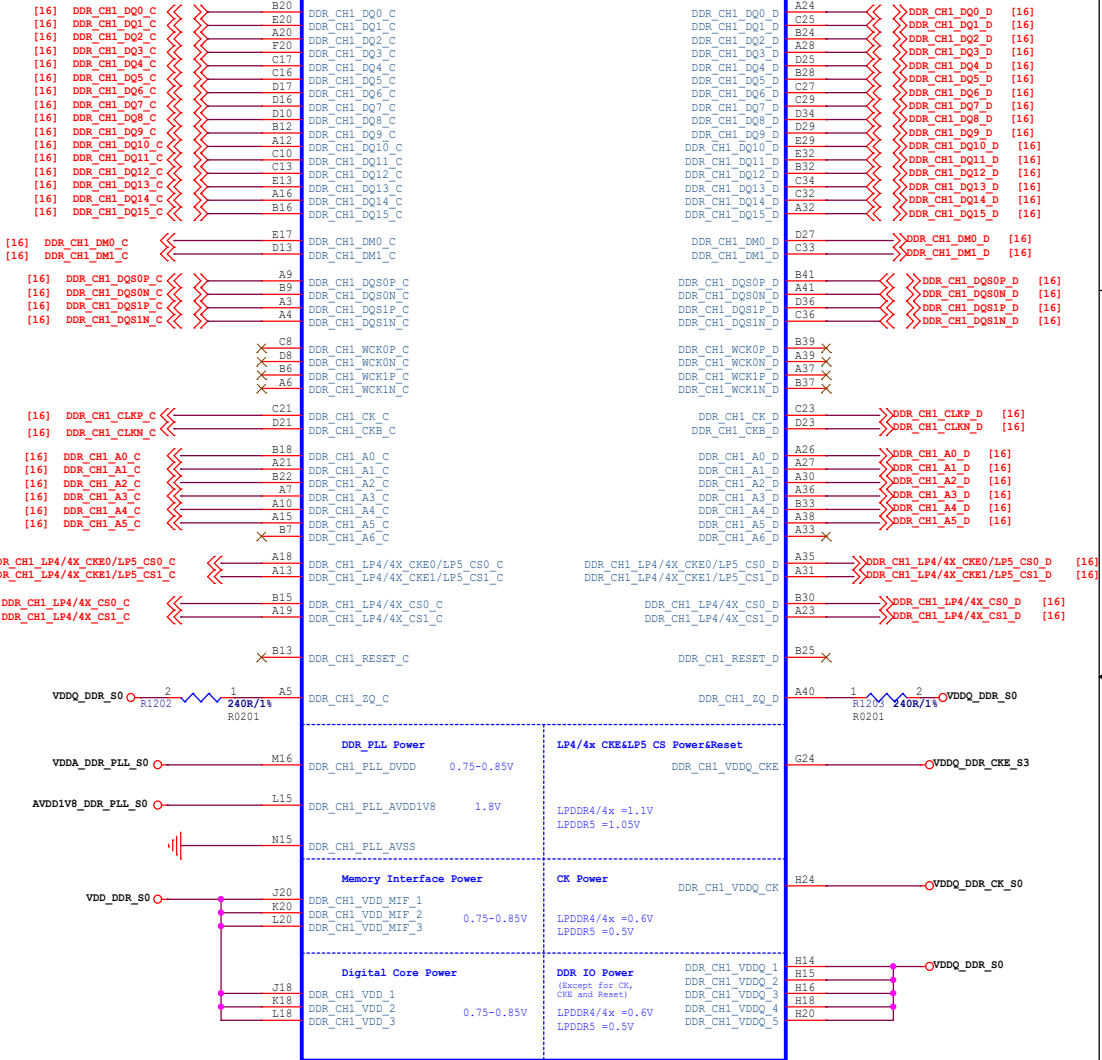 [16] DDR_CH1_DQ0_C B20 DDR_CH1_DQ0_C DDR_CH1_DQ0_D A24 DDR_CH1_DQ0_D [16]
[16] DDR_CH1_DQ1_C E20 DDR_CH1_DQ1_C DDR_CH1_DQ1_D C25 DDR_CH1_DQ1_D [16]
[16] DDR_CH1_DQ2_C A20 DDR_CH1_DQ2_C DDR_CH1_DQ2_D B24 DDR_CH1_DQ2_D [16]
[16] DDR_CH1_DQ3_C F20 DDR_CH1_DQ3_C DDR_CH1_DQ3_D A28 DDR_CH1_DQ3_D [16]
[16] DDR_CH1_DQ4_C C17 DDR_CH1_DQ4_C DDR_CH1_DQ4_D D25 DDR_CH1_DQ4_D [16]
[16] DDR_CH1_DQ5_C C16 DDR_CH1_DQ5_C DDR_CH1_DQ5_D B28 DDR_CH1_DQ5_D [16]
[16] DDR_CH1_DQ6_C D17 DDR_CH1_DQ6_C DDR_CH1_DQ6_D C27 DDR_CH1_DQ6_D [16]
[16] DDR_CH1_DQ7_C D16 DDR_CH1_DQ7_C DDR_CH1_DQ7_D C29 DDR_CH1_DQ7_D [16]
[16] DDR_CH1_DQ8_C D10 DDR_CH1_DQ8_C DDR_CH1_DQ8_D D34 DDR_CH1_DQ8_D [16]
[16] DDR_CH1_DQ9_C B12 DDR_CH1_DQ9_C DDR_CH1_DQ9_D D29 DDR_CH1_DQ9_D [16]
[16] DDR_CH1_DQ10_C A12 DDR_CH1_DQ10_C DDR_CH1_DQ10_D E29 DDR_CH1_DQ10_D [16]
[16] DDR_CH1_DQ11_C C10 DDR_CH1_DQ11_C DDR_CH1_DQ11_D E32 DDR_CH1_DQ11_D [16]
[16] DDR_CH1_DQ12_C C13 DDR_CH1_DQ12_C DDR_CH1_DQ12_D B32 DDR_CH1_DQ12_D [16]
[16] DDR_CH1_DQ13_C E13 DDR_CH1_DQ13_C DDR_CH1_DQ13_D C34 DDR_CH1_DQ13_D [16]
[16] DDR_CH1_DQ14_C A16 DDR_CH1_DQ14_C DDR_CH1_DQ14_D C32 DDR_CH1_DQ14_D [16]
[16] DDR_CH1_DQ15_C B16 DDR_CH1_DQ15_C DDR_CH1_DQ15_D A32 DDR_CH1_DQ15_D [16]
[16] DDR_CH1_DM0_C E17 DDR_CH1_DM0_C DDR_CH1_DM0_D D27 DDR_CH1_DM0_D [16]
[16] DDR_CH1_DM1_C D13 DDR_CH1_DM1_C DDR_CH1_DM1_D C33 DDR_CH1_DM1_D [16]
[16] DDR_CH1_DQS0P_C A9 DDR_CH1_DQS0P_C DDR_CH1_DQS0P_D B41 DDR_CH1_DQS0P_D [16]
[16] DDR_CH1_DQS0N_C B9 DDR_CH1_DQS0N_C DDR_CH1_DQS0N_D A41 DDR_CH1_DQS0N_D [16]
[16] DDR_CH1_DQS1P_C A3 DDR_CH1_DQS1P_C DDR_CH1_DQS1P_D D36 DDR_CH1_DQS1P_D [16]
[16] DDR_CH1_DQS1N_C A4 DDR_CH1_DQS1N_C DDR_CH1_DQS1N_D C36 DDR_CH1_DQS1N_D [16]
C8 DDR_CH1_WCK0P_C DDR_CH1_WCK0P_D B39
D8 DDR_CH1_WCK0N_C DDR_CH1_WCK0N_D A39
B6 DDR_CH1_WCK1P_C DDR_CH1_WCK1P_D A37
A6 DDR_CH1_WCK1N_C DDR_CH1_WCK1N_D B37
[16] DDR_CH1_CLKP_C C21 DDR_CH1_CK_C DDR_CH1_CK_D C23 DDR_CH1_CLKP_D [16]
[16] DDR_CH1_CLKN_C D21 DDR_CH1_CKB_C DDR_CH1_CKB_D D23 DDR_CH1_CLKN_D [16]
[16] DDR_CH1_A0_C B18 DDR_CH1_A0_C DDR_CH1_A0_D A26 DDR_CH1_A0_D [16]
[16] DDR_CH1_A1_C A21 DDR_CH1_A1_C DDR_CH1_A1_D A27 DDR_CH1_A1_D [16]
[16] DDR_CH1_A2_C B22 DDR_CH1_A2_C DDR_CH1_A2_D A30 DDR_CH1_A2_D [16]
[16] DDR_CH1_A3_C A7 DDR_CH1_A3_C DDR_CH1_A3_D A36 DDR_CH1_A3_D [16]
[16] DDR_CH1_A4_C A10 DDR_CH1_A4_C DDR_CH1_A4_D B33 DDR_CH1_A4_D [16]
[16] DDR_CH1_A5_C A15 DDR_CH1_A5_C DDR_CH1_A5_D A38 DDR_CH1_A5_D [16]
B7 DDR_CH1_A6_C DDR_CH1_A6_D A33
DR_CH1_LP4/4X_CKE0/LP5_CS0_C A18 DDR_CH1_LP4/4X_CKE0/LP5_CS0_C DDR_CH1_LP4/4X_CKE0/LP5_CS0_D A35 DDR_CH1_LP4/4X_CKE0/LP5_CS0_D [16]
DR_CH1_LP4/4X_CKE1/LP5_CS1_C A13 DDR_CH1_LP4/4X_CKE1/LP5_CS1_C DDR_CH1_LP4/4X_CKE1/LP5_CS1_D A31 DDR_CH1_LP4/4X_CKE1/LP5_CS1_D [16]
DDR_CH1_LP4/4X_CS0_C B15 DDR_CH1_LP4/4X_CS0_C DDR_CH1_LP4/4X_CS0_D B30 DDR_CH1_LP4/4X_CS0_D [16]
DDR_CH1_LP4/4X_CS1_C A19 DDR_CH1_LP4/4X_CS1_C DDR_CH1_LP4/4X_CS1_D A23 DDR_CH1_LP4/4X_CS1_D [16]
B13 DDR_CH1_RESET_C DDR_CH1_RESET_D B25
VDDQ_DDR_S0 2 1 A5 DDR_CH1_ZQ_C DDR_CH1_ZQ_D A40 1 2 VDDQ_DDR_S0
R1202 240R/1% R1203 240R/1%
R0201 R0201
DDR_PLL Power LP4/4x CKE&LP5 CS Power&Reset
VDDA_DDR_PLL_S0 M16 DDR_CH1_PLL_DVDD 0.75-0.85V DDR_CH1_VDDQ_CKE G24 VDDQ_DDR_CKE_S3
AVDD1V8_DDR_PLL_S0 L15 DDR_CH1_PLL_AVDD1V8 1.8V LPDDR4/4x =1.1V
LPDDR5 =1.05V
N15 DDR_CH1_PLL_AVSS
Memory Interface Power CK Power
VDD_DDR_S0 J20 DDR_CH1_VDD_MIF_1 DDR_CH1_VDDQ_CK H24 VDDQ_DDR_CK_S0
K20 DDR_CH1_VDD_MIF_2 0.75-0.85V LPDDR4/4x =0.6V
L20 DDR_CH1_VDD_MIF_3 LPDDR5 =0.5V
Digital Core Power DDR IO Power DDR_CH1_VDDQ_1 H14 VDDQ_DDR_S0
(Except for CK, DDR_CH1_VDDQ_2 H15
J18 DDR_CH1_VDD_1 CKE and Reset) DDR_CH1_VDDQ_3 H16
K18 DDR_CH1_VDD_2 0.75-0.85V LPDDR4/4x =0.6V DDR_CH1_VDDQ_4 H18
L18 DDR_CH1_VDD_3 LPDDR5 =0.5V DDR_CH1_VDDQ_5 H20